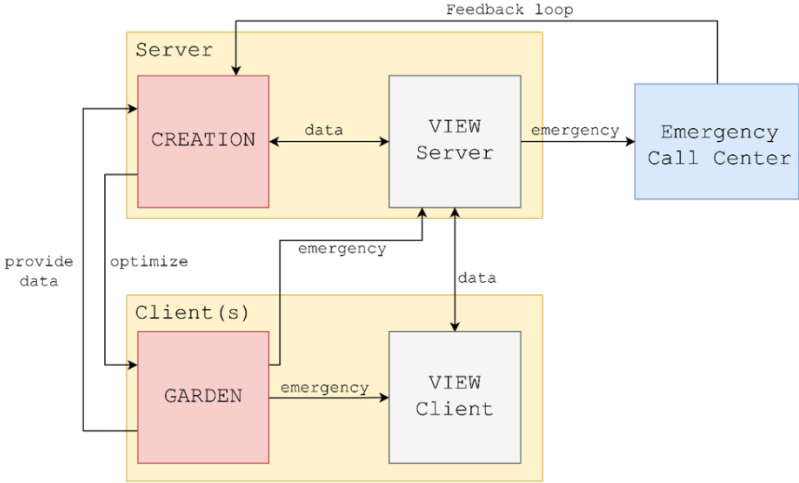 Feedback loop
Server
CREATION
data
VIEW
Server
emergency
Emergency
Call Center
provide
data
optimize
emergency
data
Client(s)
GARDEN
emergency
VIEW
Client